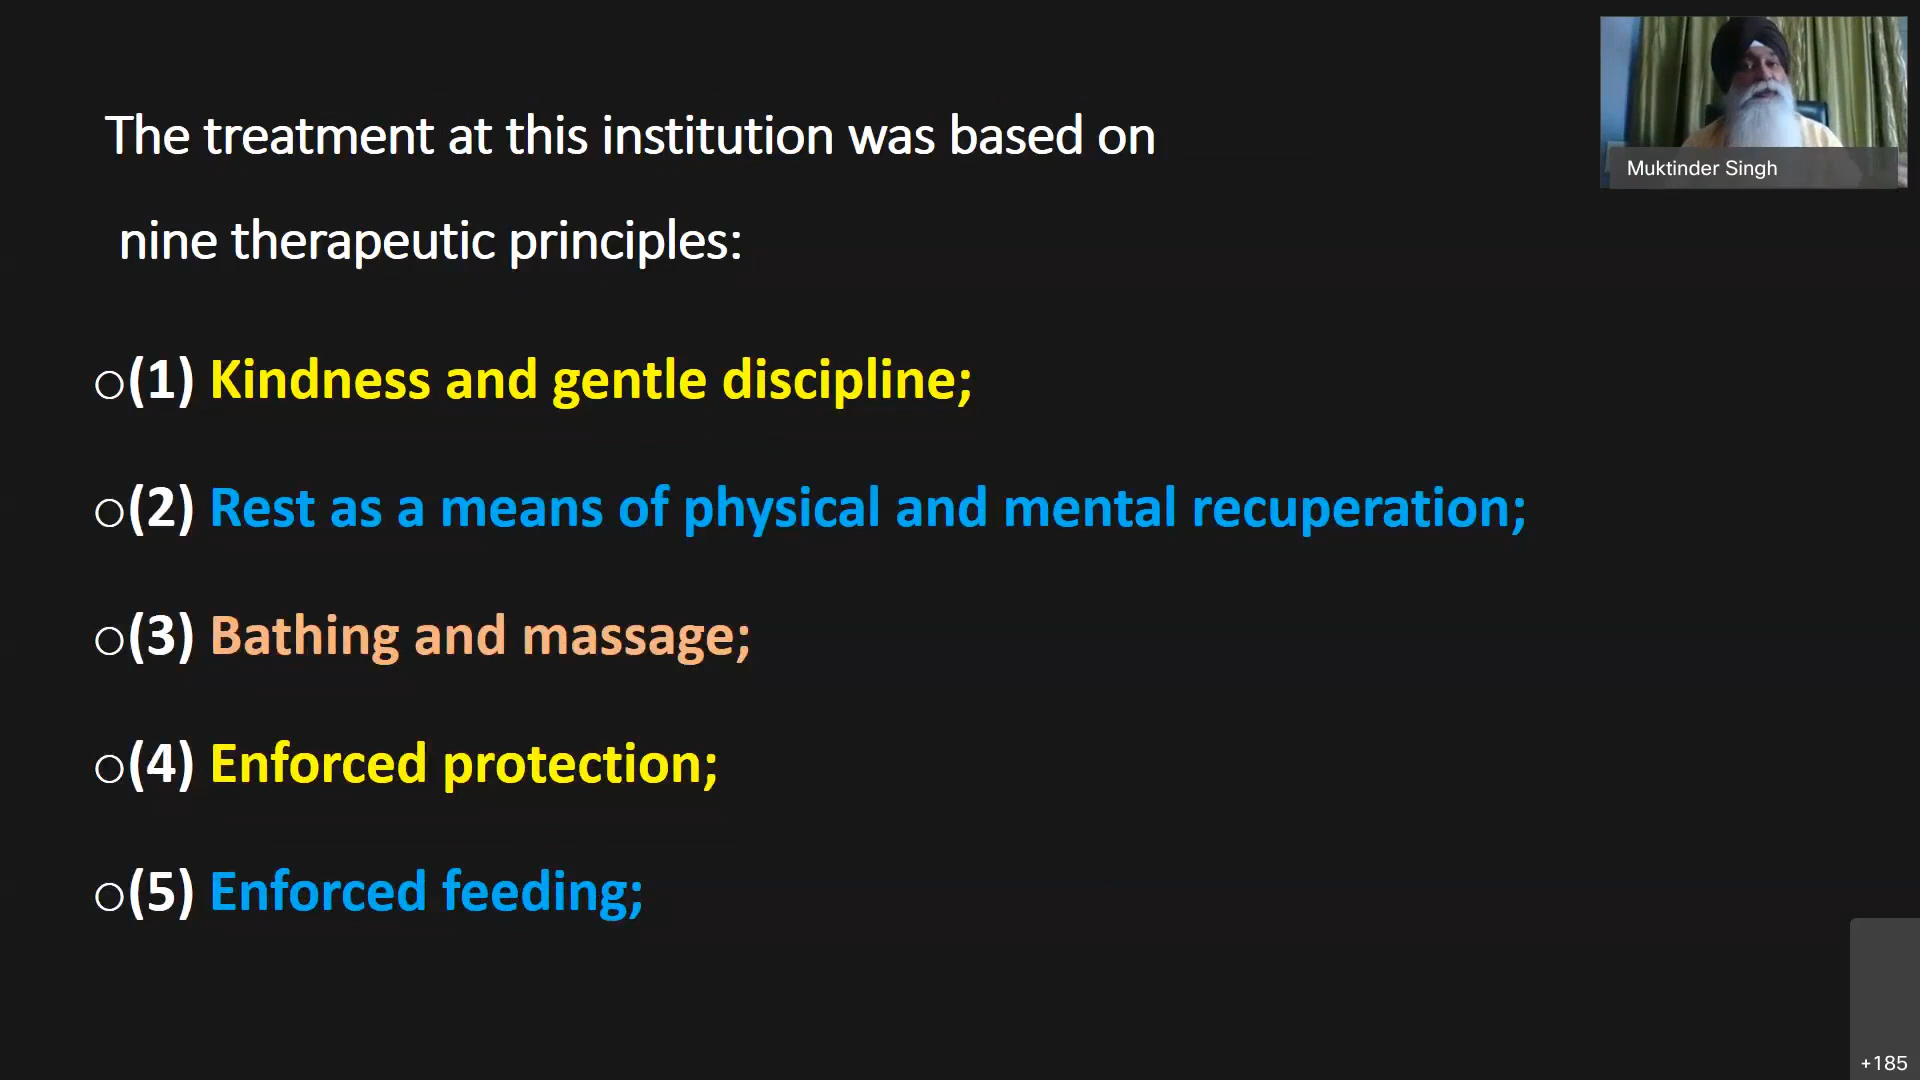 Muktinder Singh
The treatment at this institution was based on
nine therapeutic principles:
○(1) Kindness and gentle discipline;
○(2) Rest as a means of physical and mental recuperation;
○(3) Bathing and massage;
○(4) Enforced protection;
○(5) Enforced feeding;
+185